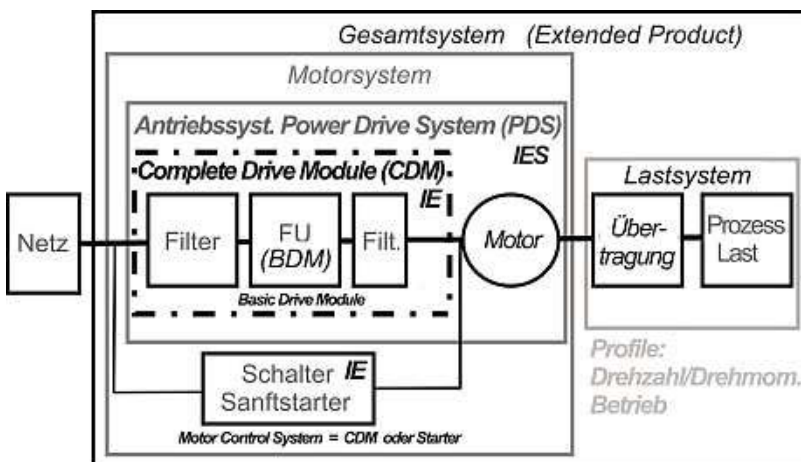 Gesamtsystem (Extended Product)
Motorsystem
Antriebssyst. Power Drive System (PDS)
IES
Complete Drive Module (CDM)
IE
Lastsystem
Netz
Filter
FU
(BDM)
Filt.
Motor
Über-
tragung
Prozess
Last
Basic Drive Module
Schalter IE
Sanftstarter
Profile:
Drehzahl/Drehmom.
Betrieb
Motor Control System = CDM oder Starter